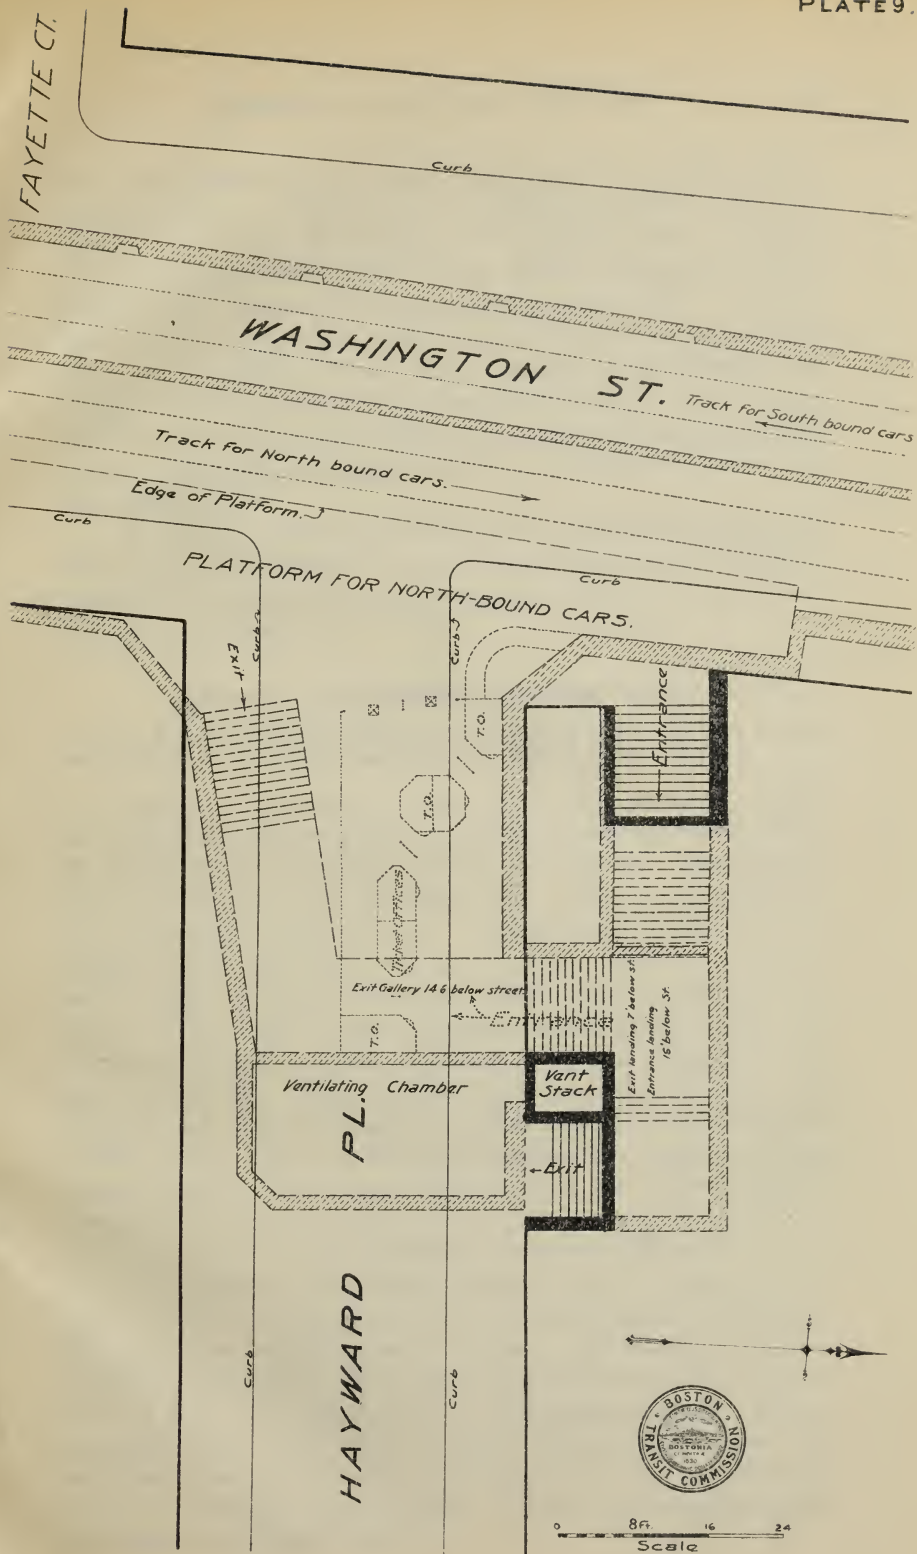 PLATE 9.
FAYETTE CT.
Curb
WASHINGTON ST.
Track for South bound cars
Track for North bound cars.
Edge of Platform.
Curb
PLATFORM FOR NORTH-BOUND CARS.
Curb
Curb
Curb
Exit
Entrance
T.O.
T.O.
Ticket Offices
Exit Gallery 14'6 below street
Entrance
Exit landing 7' below st.
Entrance landing
15' below St.
T.O.
Ventilating Chamber
Vent
Stack
Exit
HAYWARD PL.
Curb
Curb
BOSTON
TRANSIT COMMISSION
BOSTONIA
1630
0 8Ft. 16 24
Scale